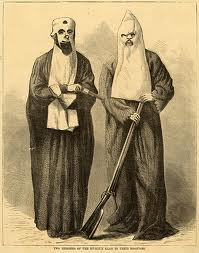 TWO MEMBERS OF THE KU-KLUX KLAN IN THEIR DISGUISES